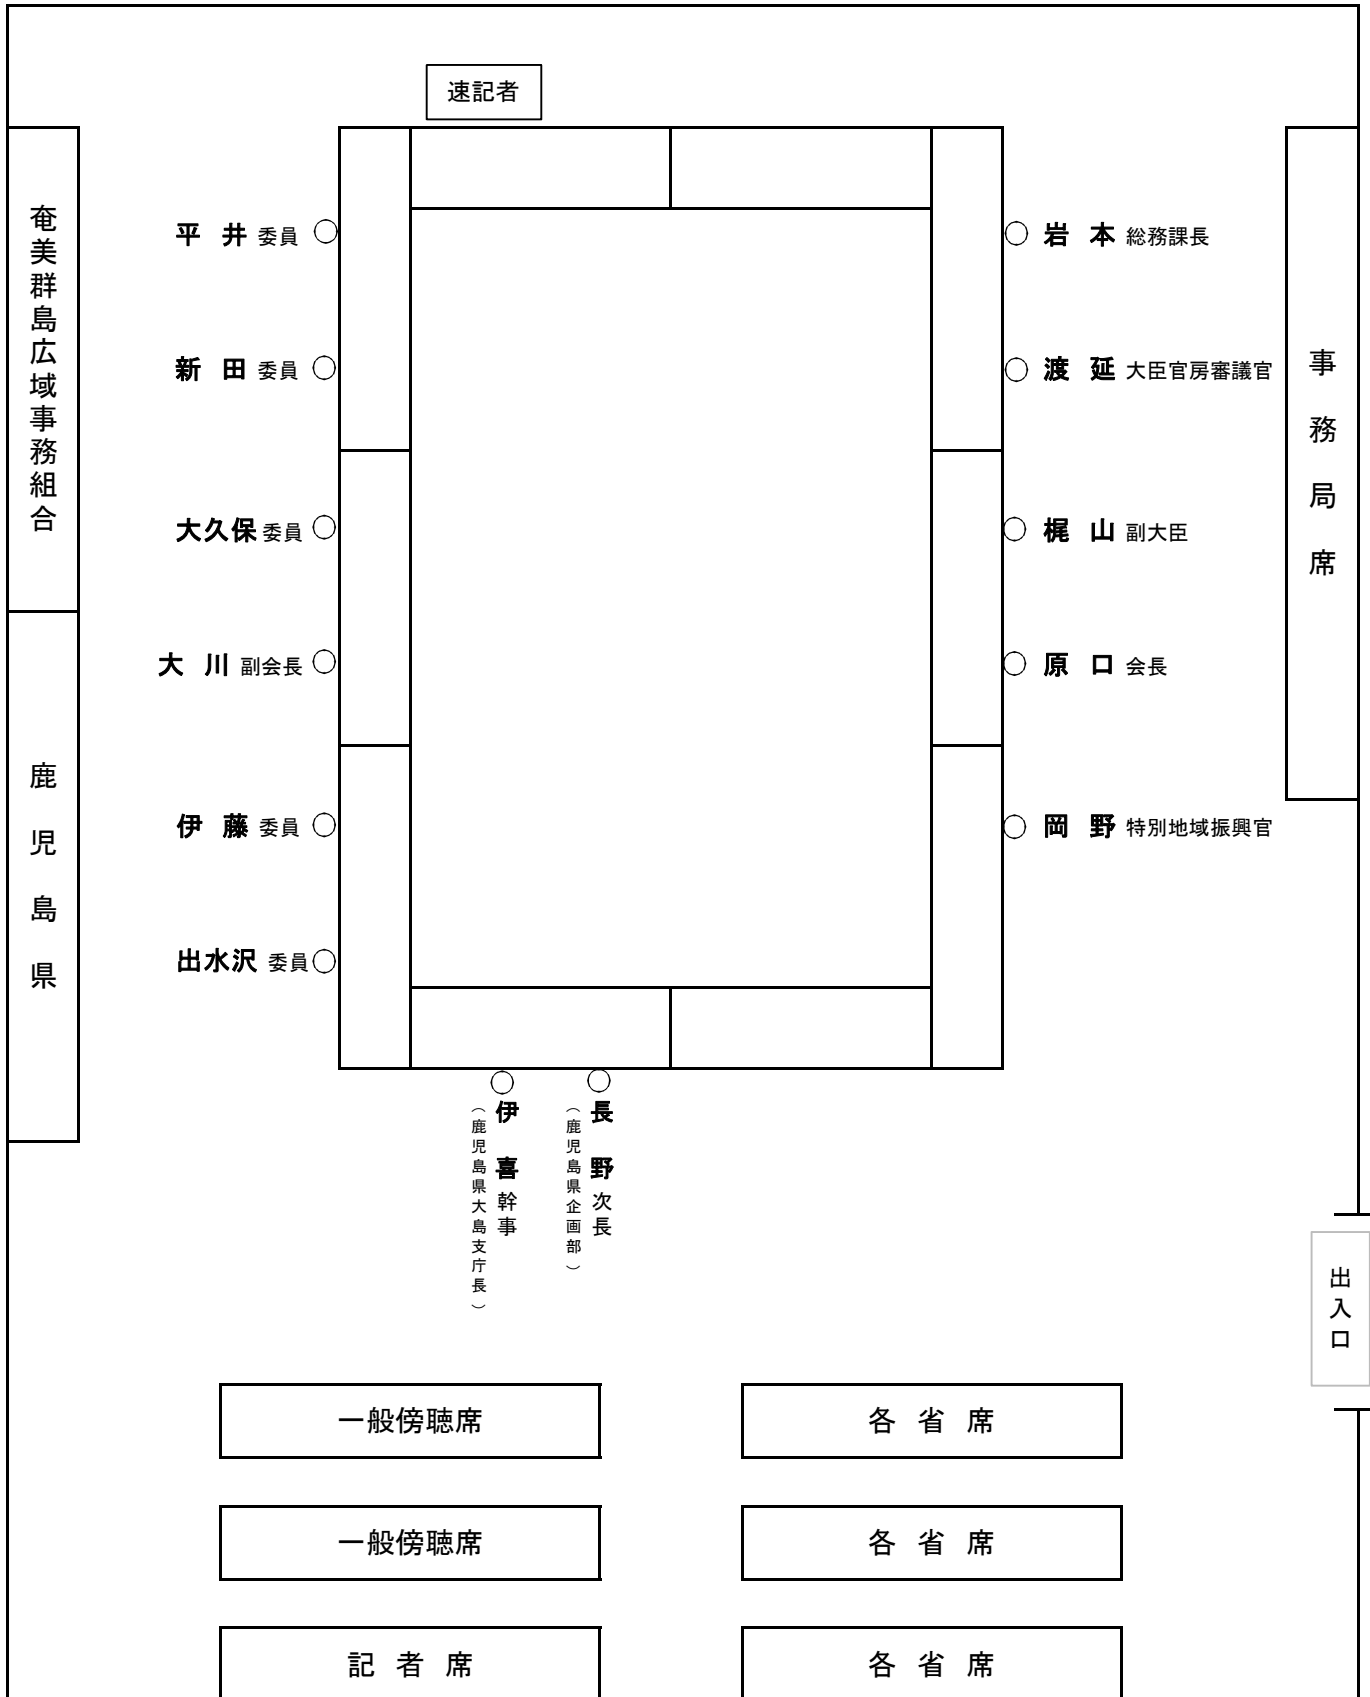 速記者
奄美群島広域事務組合
鹿児島県
平 井 委員
新 田 委員
大久保 委員
大 川 副会長
伊 藤 委員
出水沢 委員
岩 本 総務課長
渡 延 大臣官房審議官
梶 山 副大臣
原 口 会長
岡 野 特別地域振興官
事務局席
長 野 次長
（鹿児島県企画部）
伊 喜 幹事
（鹿児島県大島支庁長）
出入口
一般傍聴席
各 省 席
一般傍聴席
各 省 席
記 者 席
各 省 席